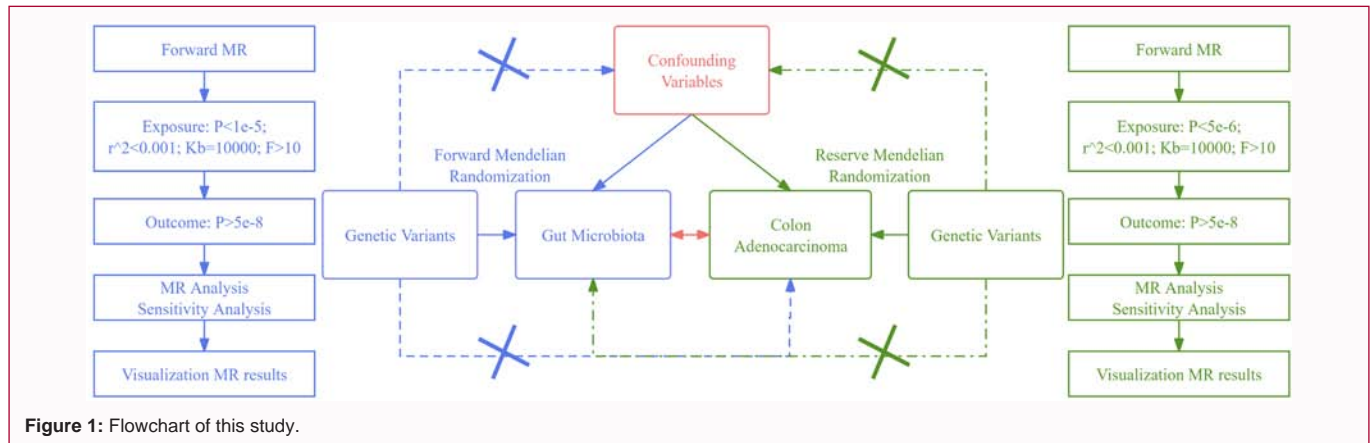 Forward MR
Exposure: P<1e-5;
r^2<0.001; Kb=10000; F>10
Outcome: P>5e-8
MR Analysis
Sensitivity Analysis
Visualization MR results
Confounding
Variables
Forward Mendelian
Randomization
Reserve Mendelian
Randomization
Genetic Variants
Gut Microbiota
Colon
Adenocarcinoma
Genetic Variants
Forward MR
Exposure: P<5e-6;
r^2<0.001; Kb=10000; F>10
Outcome: P>5e-8
MR Analysis
Sensitivity Analysis
Visualization MR results
Figure 1: Flowchart of this study.